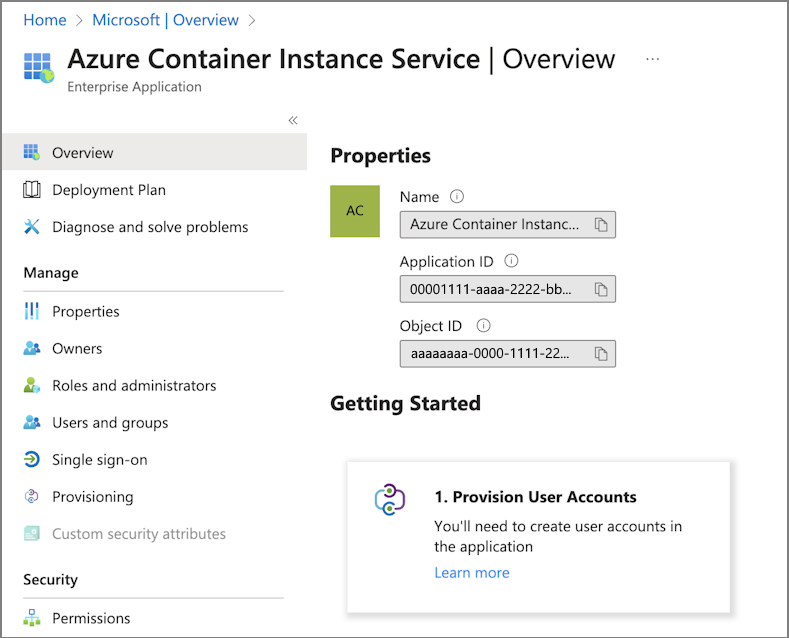 Home > Microsoft | Overview >
Azure Container Instance Service | Overview ...
Enterprise Application
«
Overview
Deployment Plan
Diagnose and solve problems
Manage
Properties
Owners
Roles and administrators
Users and groups
Single sign-on
Provisioning
Custom security attributes
Security
Permissions
Properties
AC
Name
Azure Container Instanc...
Application ID
00001111-aaaa-2222-bb...
Object ID
aaaaaaaa-0000-1111-22...
Getting Started
1. Provision User Accounts
You'll need to create user accounts in
the application
Learn more